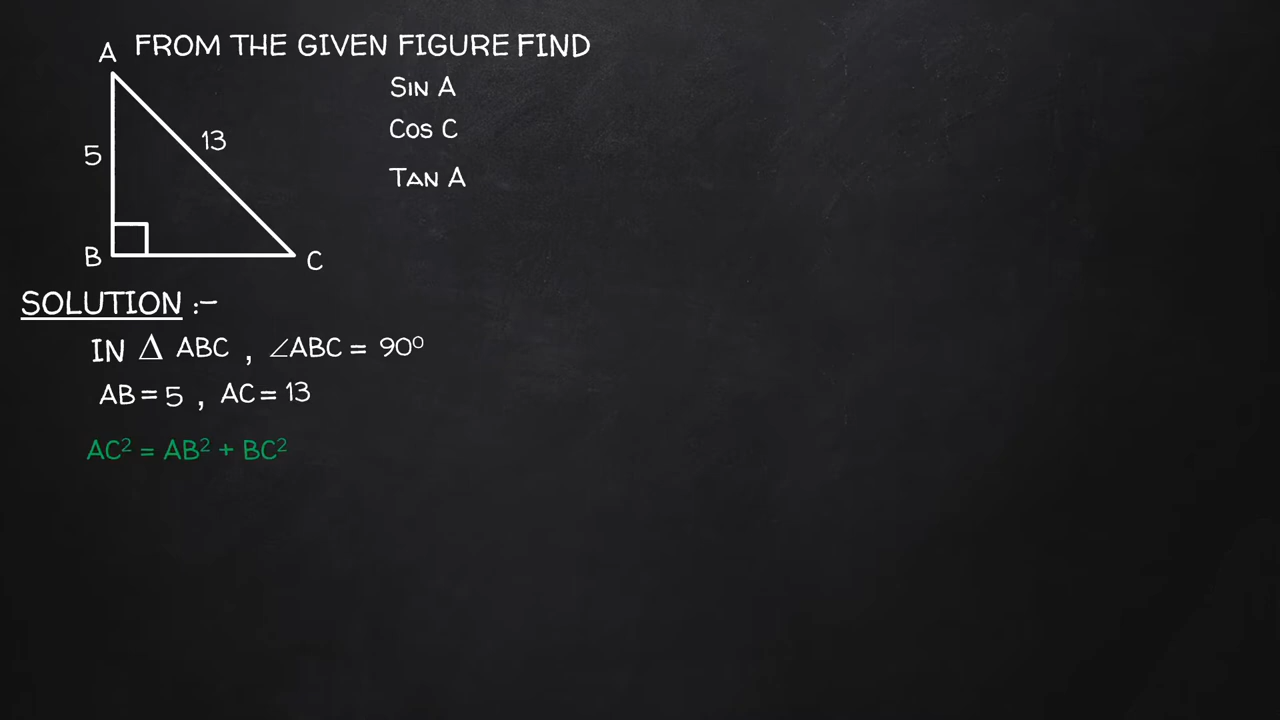 FROM THE GIVEN FIGURE FIND
A
Sin A
Cos C
Tan A
5
13
B
C
SOLUTION :-
IN Δ ABC , ∠ABC = 90⁰
AB = 5 , AC = 13
AC² = AB² + BC²